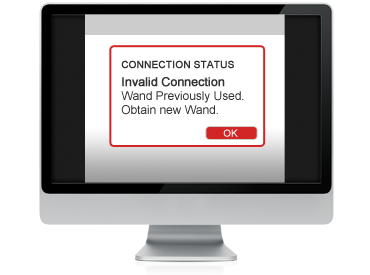 CONNECTION STATUS
Invalid Connection
Wand Previously Used.
Obtain new Wand.
OK